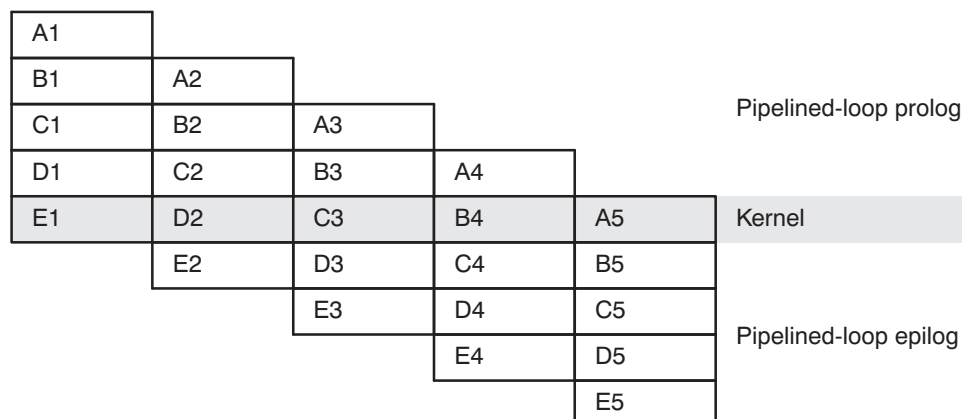 A1
B1 A2
C1 B2 A3
Pipelined-loop prolog
D1 C2 B3 A4
E1 D2 C3 B4 A5 Kernel
E2 D3 C4 B5
E3 D4 C5
Pipelined-loop epilog
E4 D5
E5